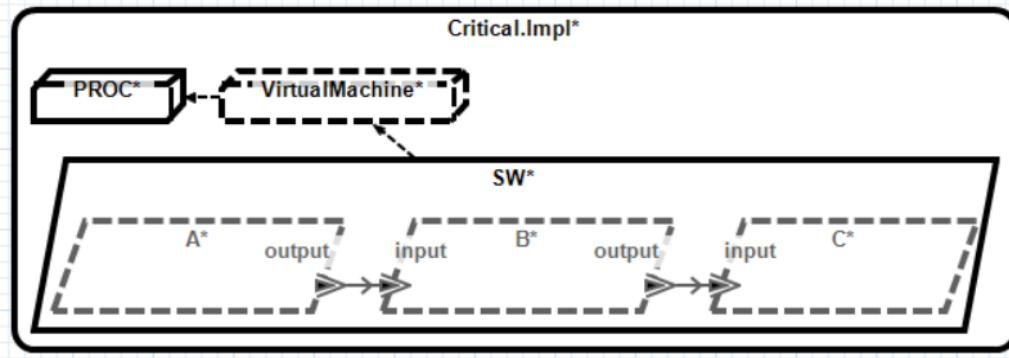 Critical.Impl*
PROC*
VirtualMachine*
SW*
A*
output
input
B*
output
input
C*